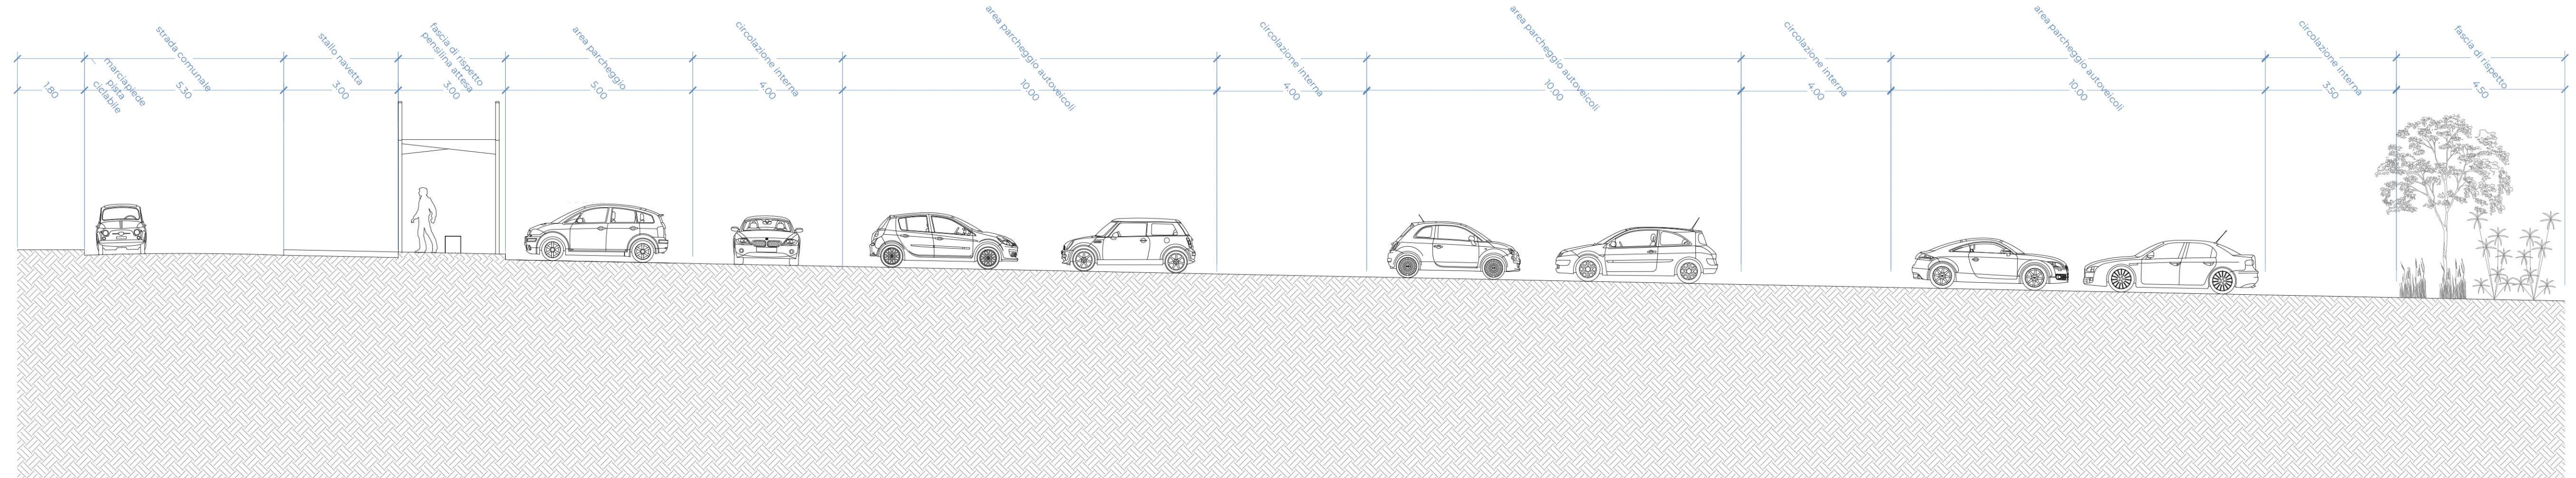 1.80
marciapiede
pista
ciclabile
strada comunale
5.30
stallo navetta
3.00
fascia di rispetto
pensilina attesa
3.00
area parcheggio
5.00
circolazione interna
4.00
area parcheggio autoveicoli
10.00
circolazione interna
4.00
area parcheggio autoveicoli
10.00
circolazione interna
4.00
area parcheggio autoveicoli
10.00
circolazione interna
3.50
fascia di rispetto
4.50